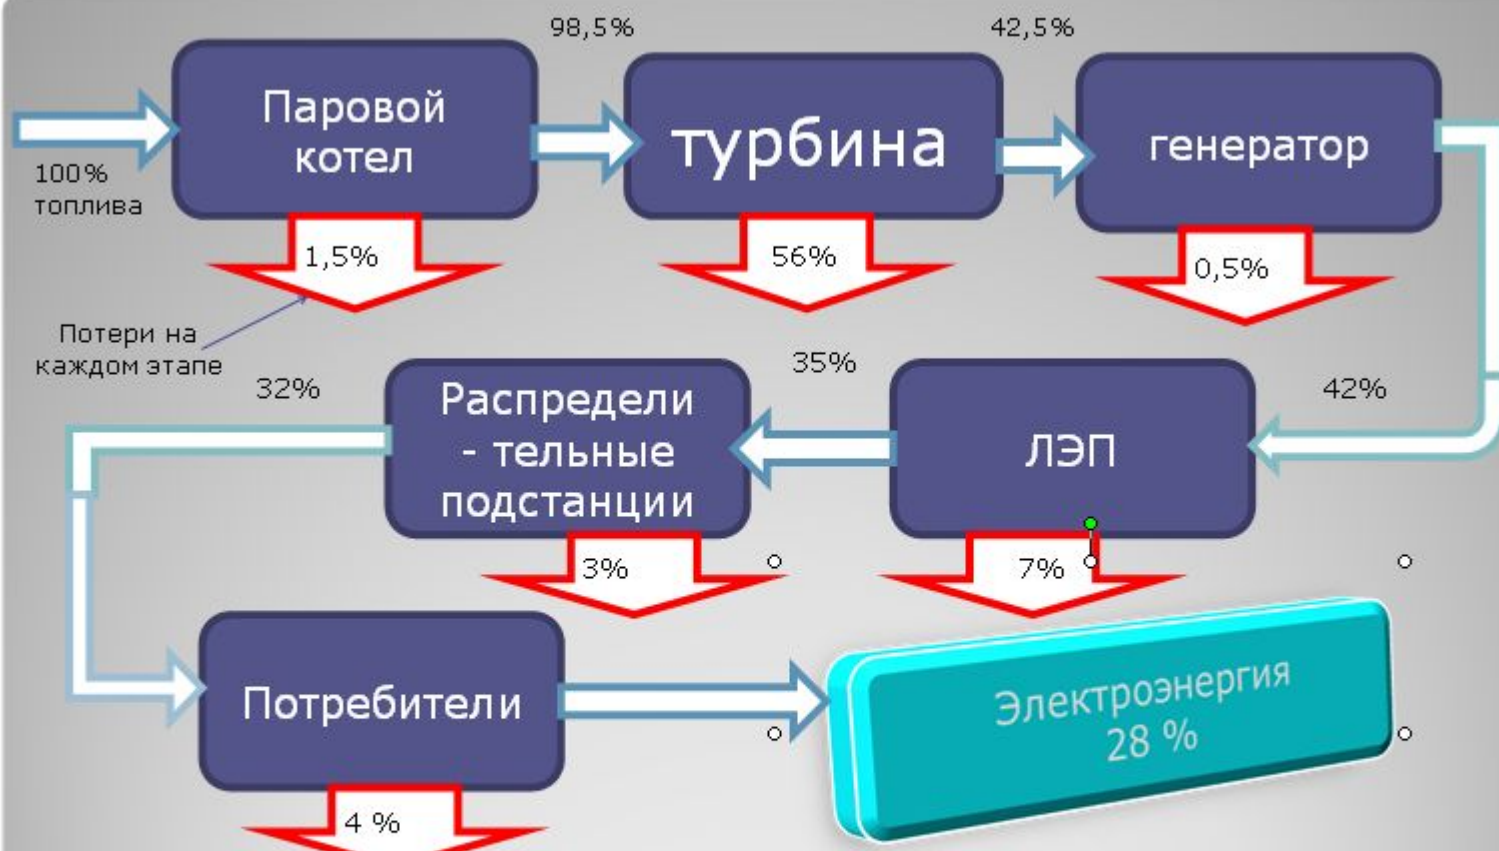 98,5%
42,5%
Паровой
котел
турбина
генератор
100%
топлива
1,5%
56%
0,5%
Потери на
каждом этапе
32%
35%
42%
Распредели
- тельные
подстанции
ЛЭП
3%
7%
Потребители
Электроэнергия
28 %
4 %